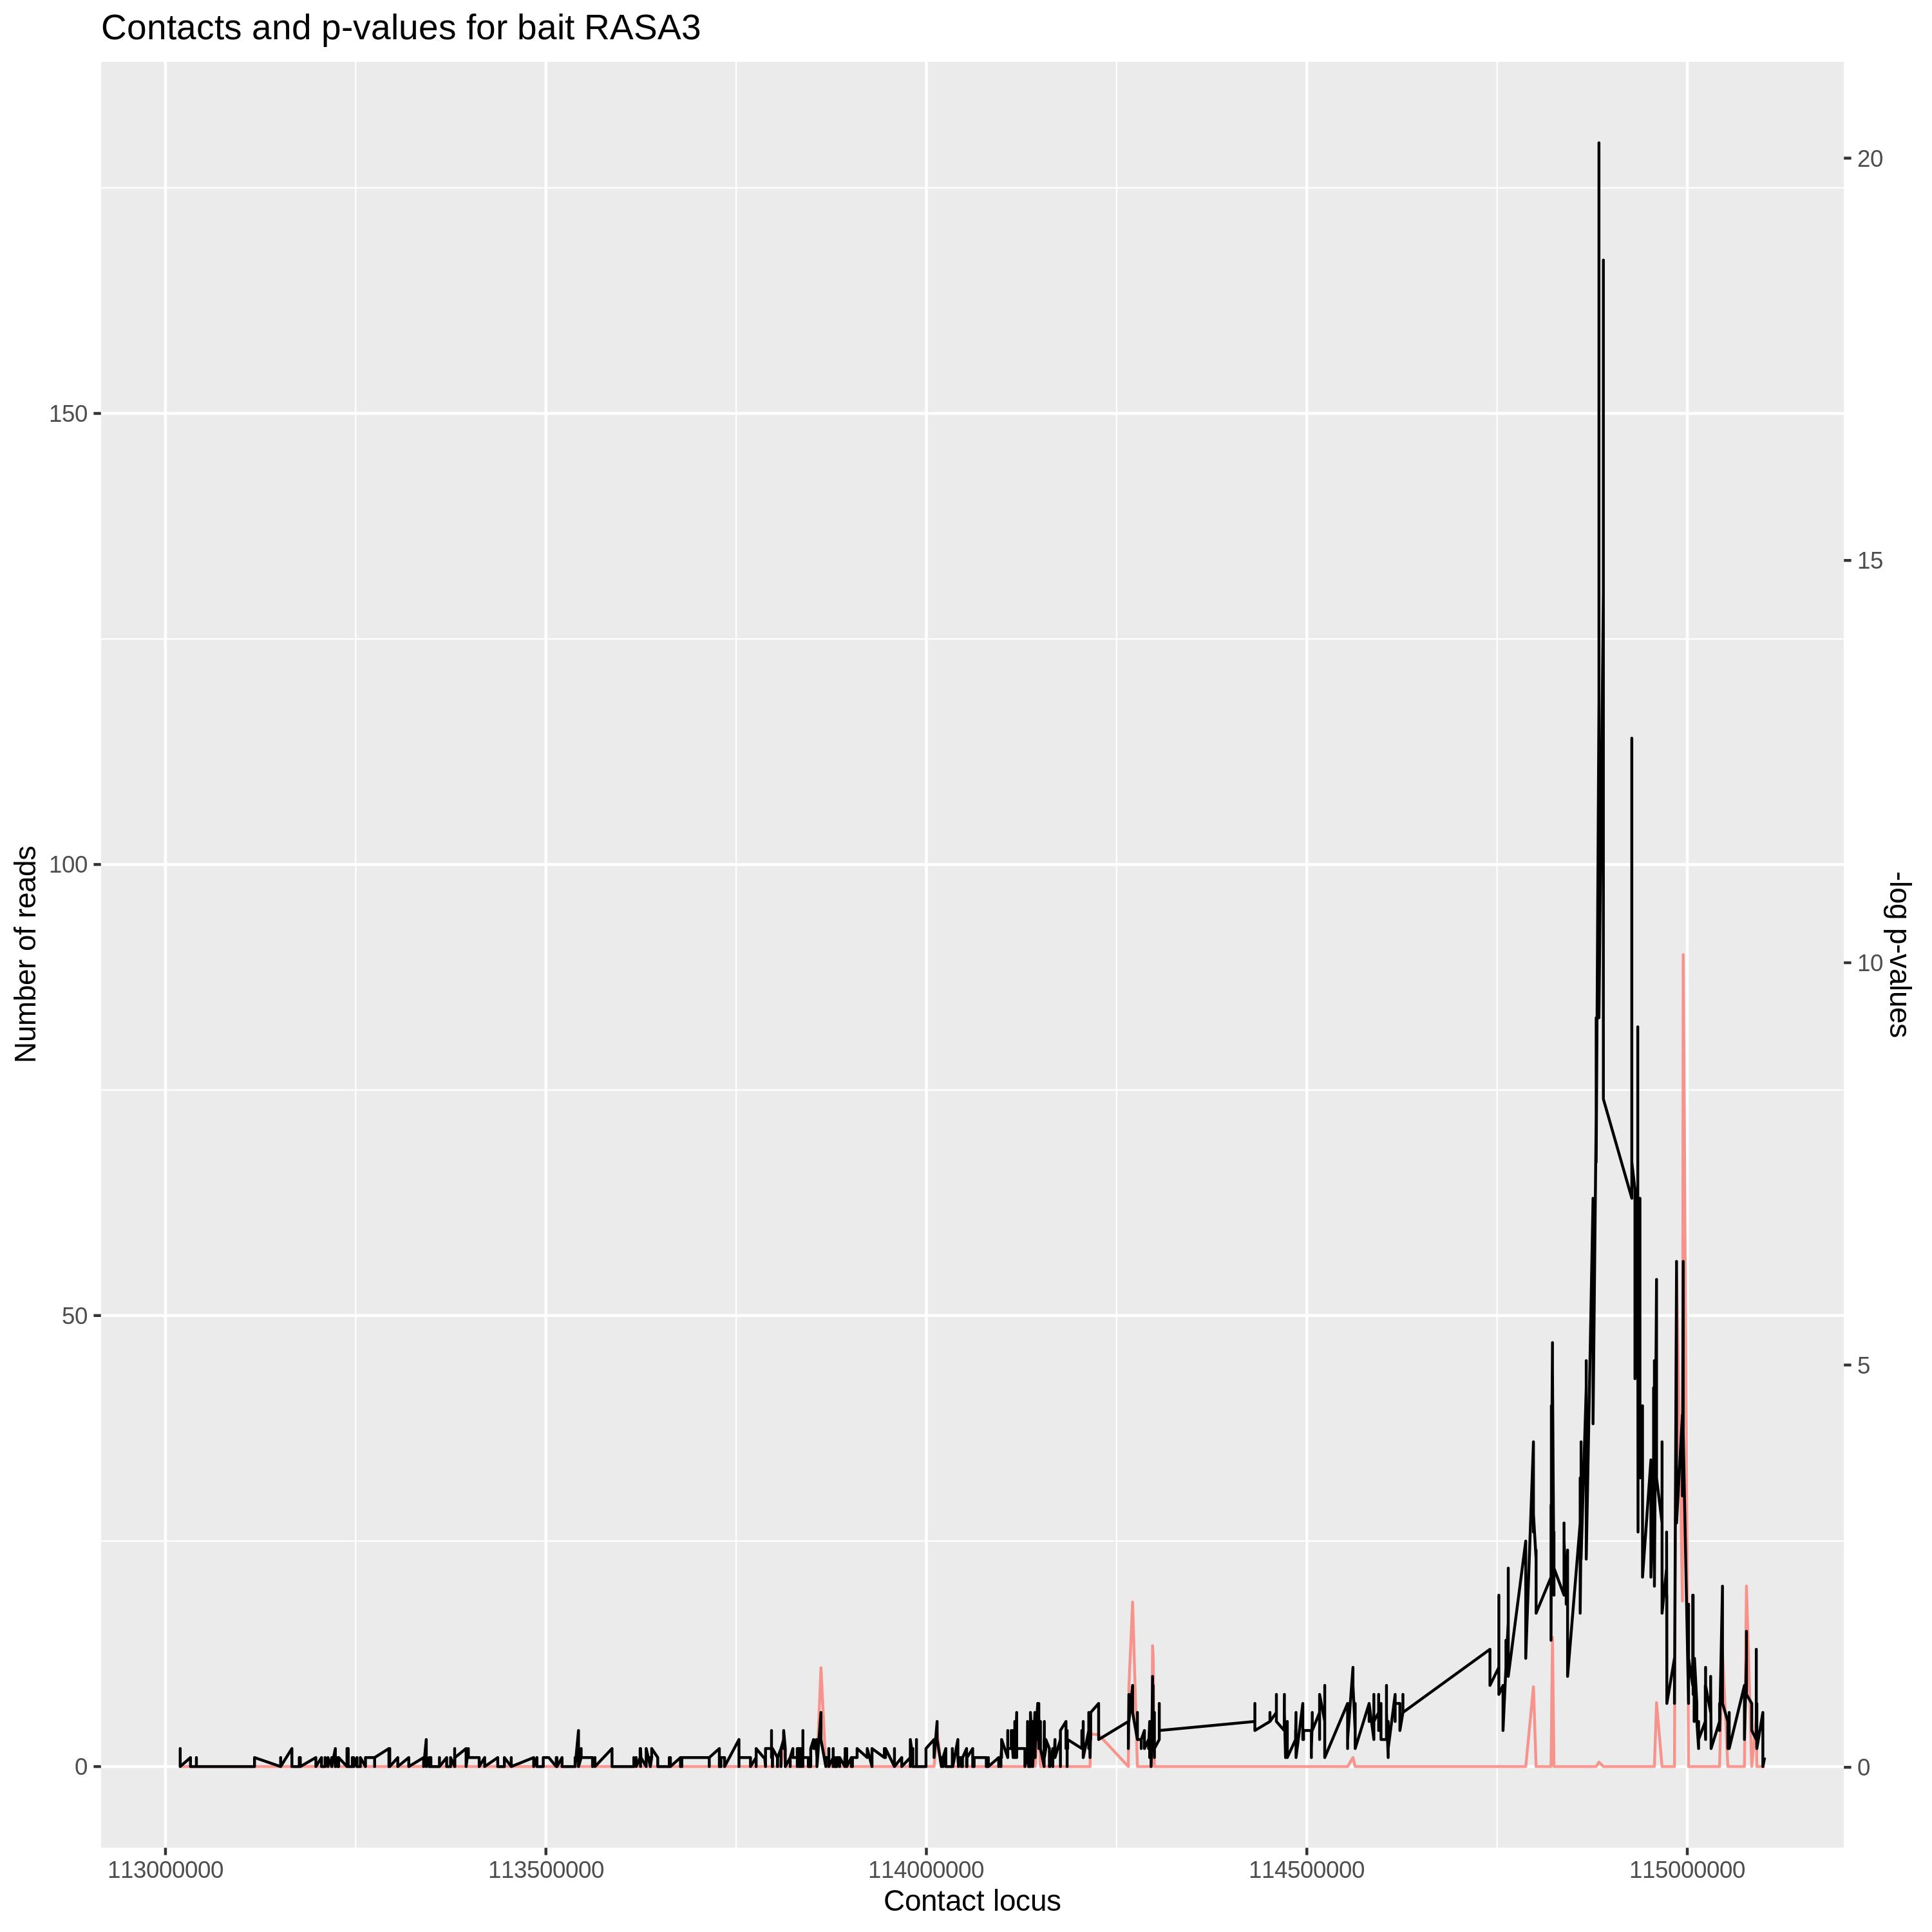 Contacts and p-values for bait RASA3
150
100
50
0
Number of reads
20
15
10
5
0
-log p-values
113000000 113500000 114000000 114500000 115000000
Contact locus